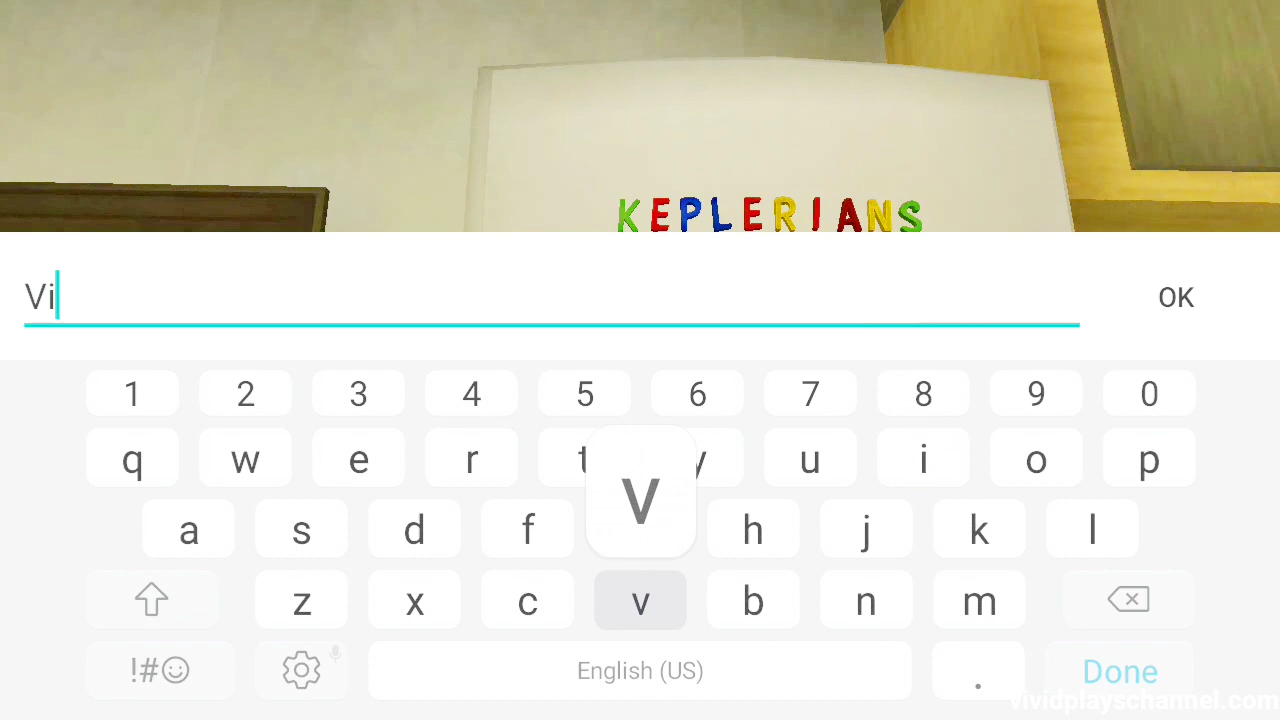 KEPLERIANS
Vi
OK
1 2 3 4 5 6 7 8 9 0
q w e r t y u i o p
V
a s d f h j k l
z x c v b n m
!#☺ English (US) . Done
vividplayschannel.com